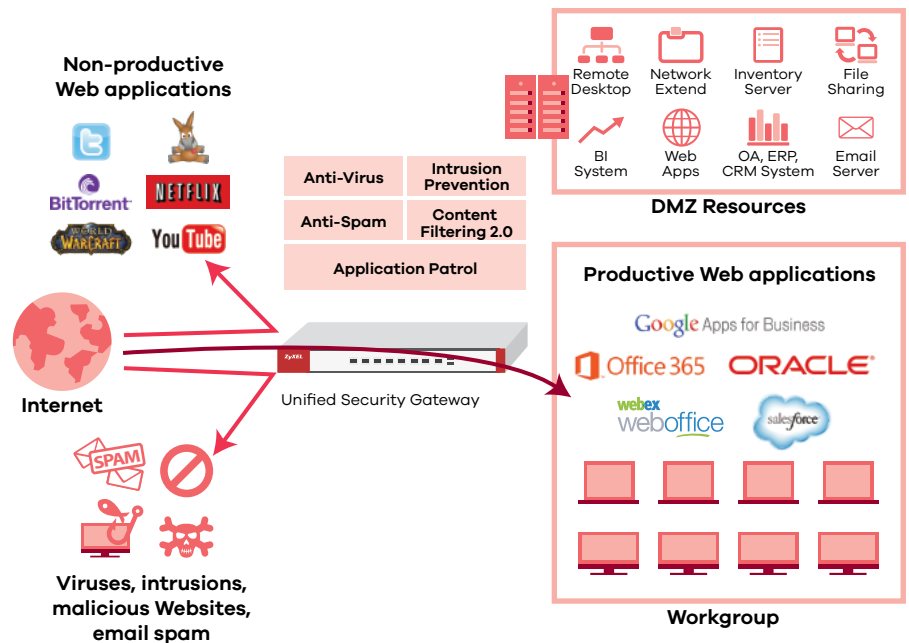 Non-productive
Web applications
BitTorrent
NETFLIX
WORLD
WARCRAFT
YouTube
Internet
SPAM
Viruses, intrusions,
malicious Websites,
email spam
Anti-Virus
Intrusion
Prevention
Anti-Spam
Content
Filtering 2.0
Application Patrol
ZyXEL
Unified Security Gateway
Remote
Desktop
Network
Extend
Inventory
Server
File
Sharing
BI
System
Web
Apps
OA, ERP,
CRM System
Email
Server
DMZ Resources
Productive Web applications
Google Apps for Business
Office 365
ORACLE®
webex
weboffice
salesforce
Workgroup